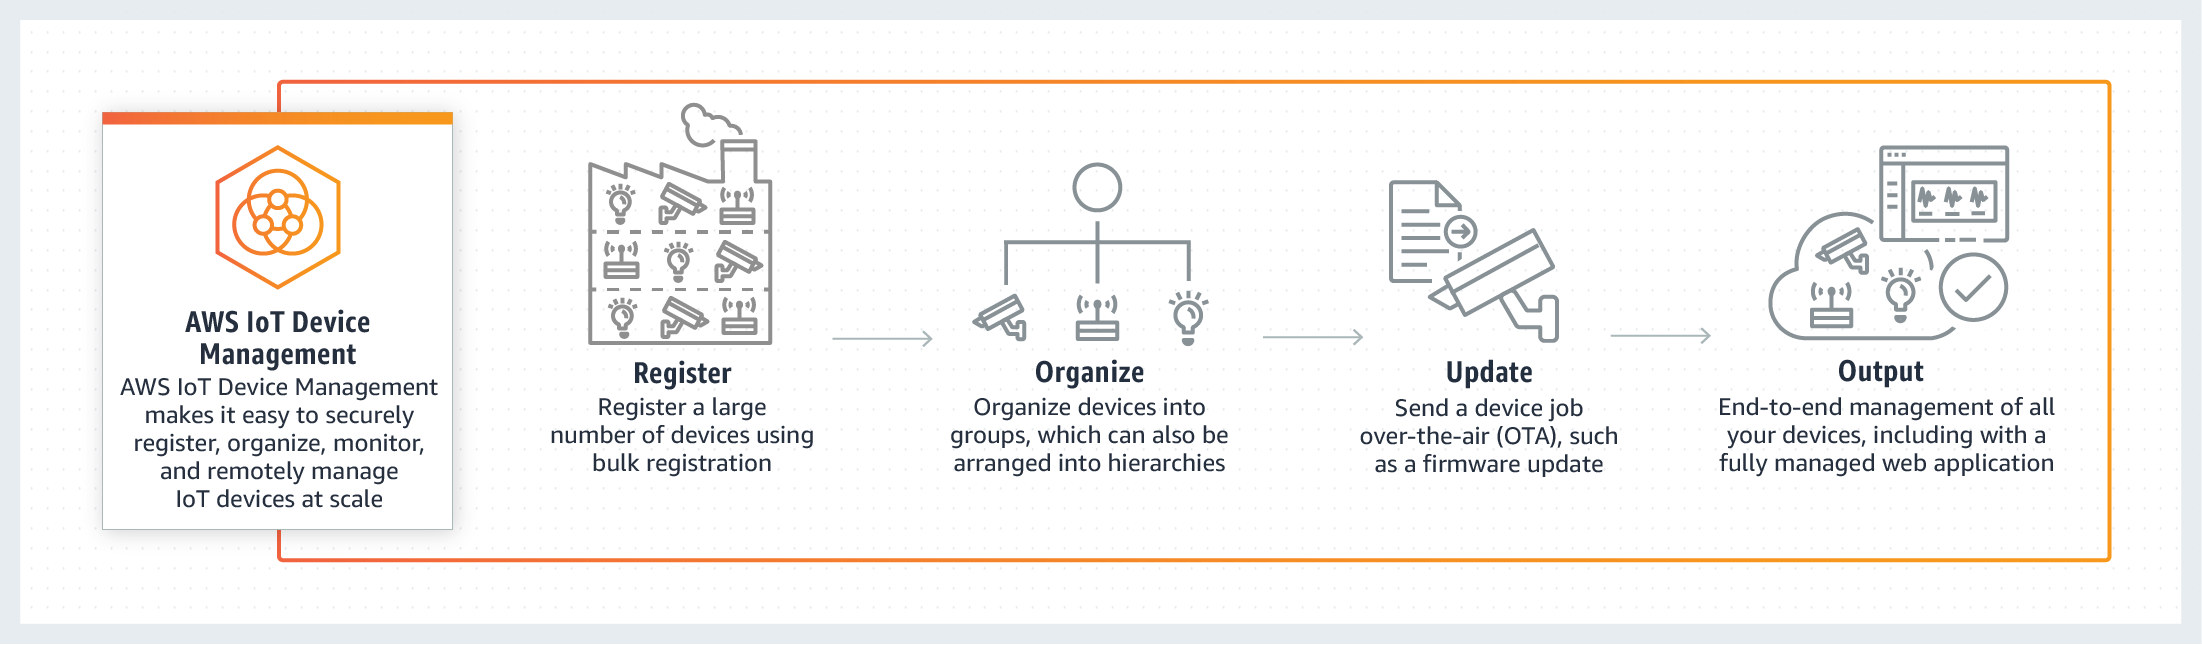 AWS IoT Device
Management
AWS IoT Device Management
makes it easy to securely
register, organize, monitor,
and remotely manage
IoT devices at scale
Register
Register a large
number of devices using
bulk registration
Organize
Organize devices into
groups, which can also be
arranged into hierarchies
Update
Send a device job
over-the-air (OTA), such
as a firmware update
Output
End-to-end management of all
your devices, including with a
fully managed web application